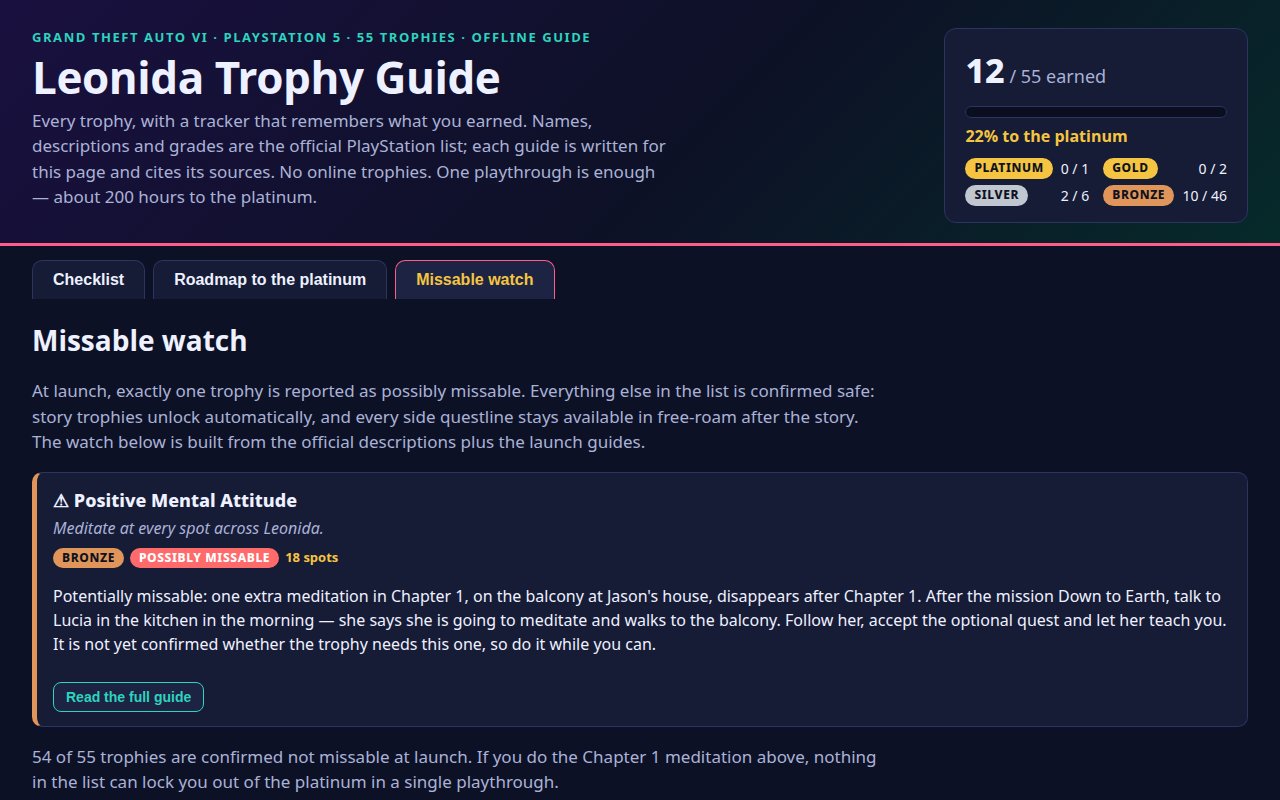 GRAND THEFT AUTO VI · PLAYSTATION 5 · 55 TROPHIES · OFFLINE GUIDE
Leonida Trophy Guide
Every trophy, with a tracker that remembers what you earned. Names,
descriptions and grades are the official PlayStation list; each guide is written for
this page and cites its sources. No online trophies. One playthrough is enough
— about 200 hours to the platinum.
12 / 55 earned
22% to the platinum
PLATINUM 0 / 1 GOLD 0 / 2
SILVER 2 / 6 BRONZE 10 / 46
Checklist Roadmap to the platinum Missable watch
Missable watch
At launch, exactly one trophy is reported as possibly missable. Everything else in the list is confirmed safe:
story trophies unlock automatically, and every side questline stays available in free-roam after the story.
The watch below is built from the official descriptions plus the launch guides.
⚠ Positive Mental Attitude
Meditate at every spot across Leonida.
BRONZE POSSIBLY MISSABLE 18 spots
Potentially missable: one extra meditation in Chapter 1, on the balcony at Jason's house, disappears after Chapter 1. After the mission Down to Earth, talk to
Lucia in the kitchen in the morning — she says she is going to meditate and walks to the balcony. Follow her, accept the optional quest and let her teach you.
It is not yet confirmed whether the trophy needs this one, so do it while you can.
Read the full guide
54 of 55 trophies are confirmed not missable at launch. If you do the Chapter 1 meditation above, nothing
in the list can lock you out of the platinum in a single playthrough.